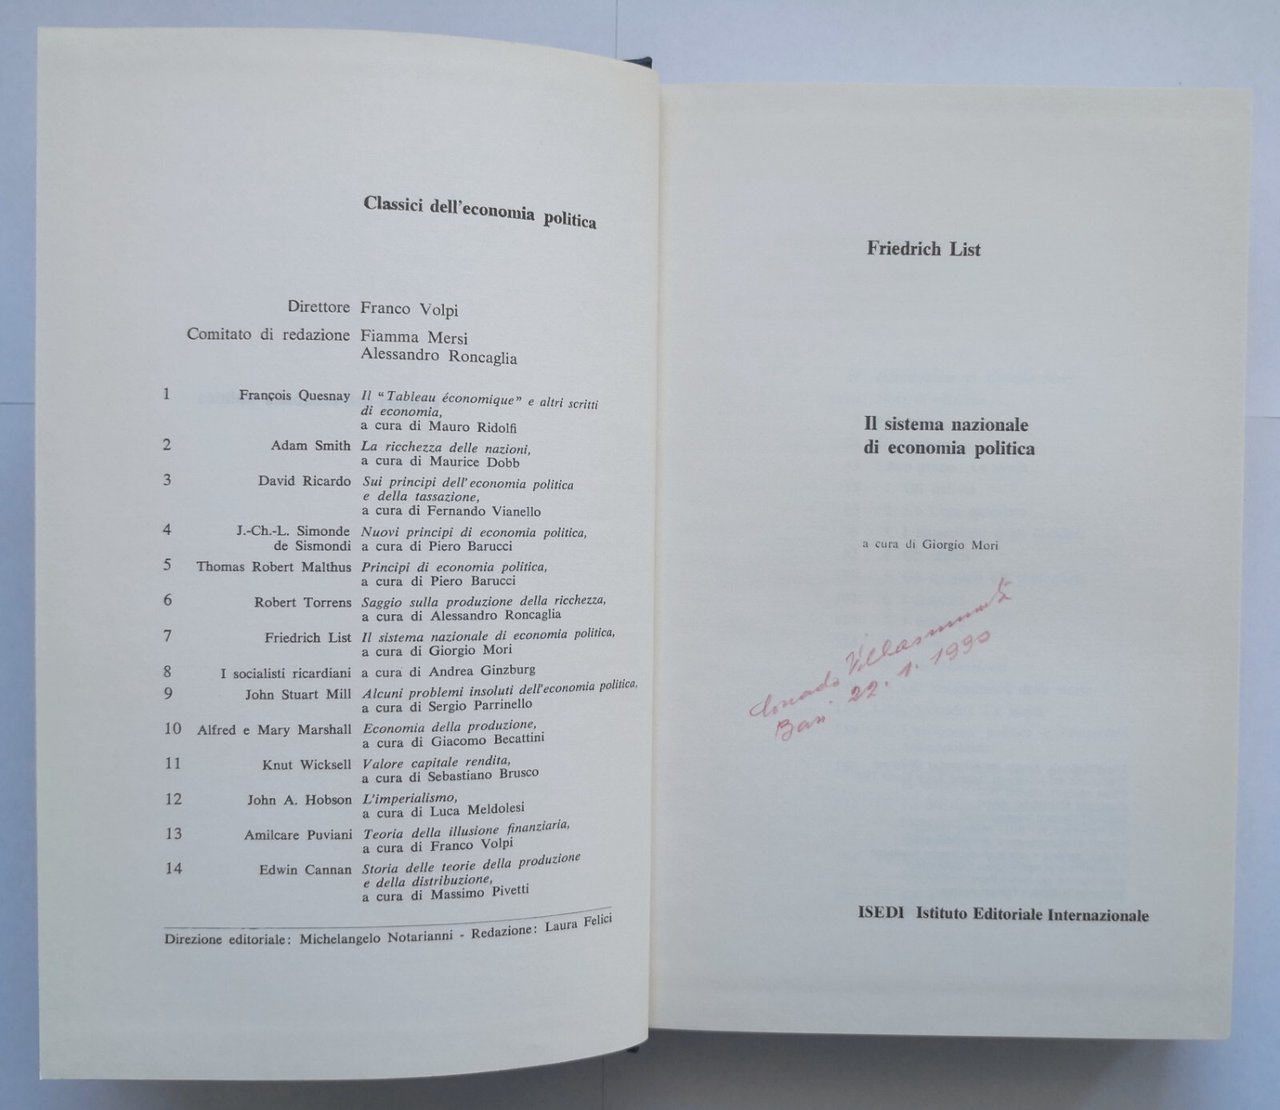 Classici dell'economia politica
Direttore Franco Volpi
Comitato di redazione Fiamma Mersi
Alessandro Roncaglia
1 François Quesnay Il "Tableau économique" e altri scritti
di economia,
a cura di Mauro Ridolfi
2 Adam Smith La ricchezza delle nazioni,
a cura di Maurice Dobb
3 David Ricardo Sui principi dell'economia politica
e della tassazione,
a cura di Fernando Vianello
4 J.-Ch.-L. Simonde Nuovi principi di economia politica,
de Sismondi a cura di Piero Barucci
5 Thomas Robert Malthus Principi di economia politica,
a cura di Piero Barucci
6 Robert Torrens Saggio sulla produzione della ricchezza,
a cura di Alessandro Roncaglia
7 Friedrich List Il sistema nazionale di economia politica,
a cura di Giorgio Mori
8 I socialisti ricardiani a cura di Andrea Ginzburg
9 John Stuart Mill Alcuni problemi insoluti dell'economia politica,
a cura di Sergio Parrinello
10 Alfred e Mary Marshall Economia della produzione,
a cura di Giacomo Becattini
11 Knut Wicksell Valore capitale rendita,
a cura di Sebastiano Brusco
12 John A. Hobson L'imperialismo,
a cura di Luca Meldolesi
13 Amilcare Puviani Teoria della illusione finanziaria,
a cura di Franco Volpi
14 Edwin Cannan Storia delle teorie della produzione
e della distribuzione,
a cura di Massimo Pivetti
Direzione editoriale: Michelangelo Notarianni - Redazione: Laura Felici
Friedrich List
Il sistema nazionale
di economia politica
a cura di Giorgio Mori
Corrado
Bari 22.1.1990
ISEDI Istituto Editoriale Internazionale